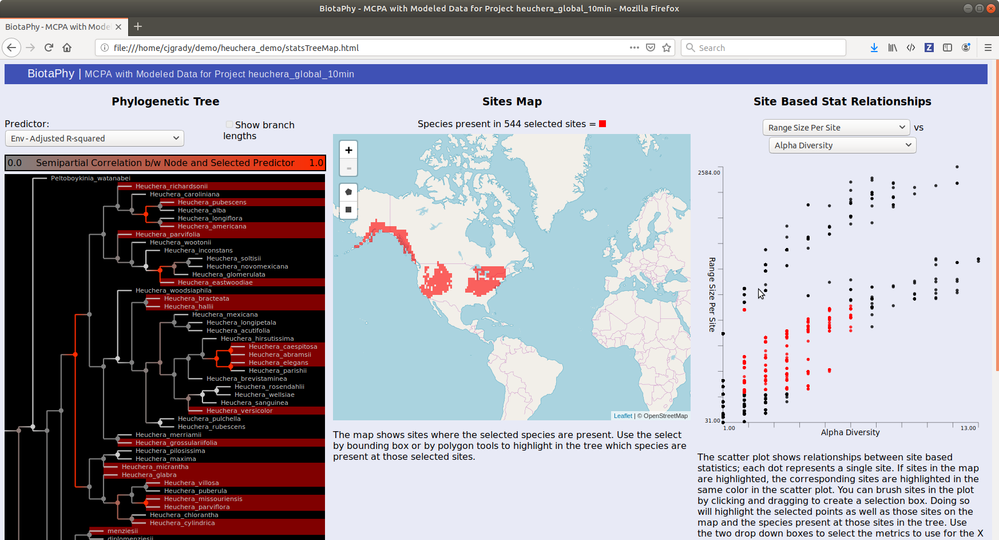 BiotaPhy - MCPA with Modeled Data for Project heuchera_global_10min - Mozilla Firefox
BiotaPhy - MCPA with Mode
file:///home/cjgrady/demo/heuchera_demo/statsTreeMap.html
Search
BiotaPhy | MCPA with Modeled Data for Project heuchera_global_10min
Phylogenetic Tree
Predictor:
Show branch
lengths
Env - Adjusted R-squared
0.0 Semipartial Correlation b/w Node and Selected Predictor 1.0
Peltoboykinia_watanabei
Heuchera_richardsonii
Heuchera_caroliniana
Heuchera_pubescens
Heuchera_alba
Heuchera_longiflora
Heuchera_americana
Heuchera_parvifolia
Heuchera_wootonii
Heuchera_inconstans
Heuchera_soltisii
Heuchera_novomexicana
Heuchera_glomerulata
Heuchera_eastwoodiae
Heuchera_woodsiaphila
Heuchera_bracteata
Heuchera_hallii
Heuchera_mexicana
Heuchera_longipetala
Heuchera_acutifolia
Heuchera_hirsutissima
Heuchera_caespitosa
Heuchera_abramsii
Heuchera_elegans
Heuchera_parishii
Heuchera_brevistaminea
Heuchera_rosendahlii
Heuchera_wellsiae
Heuchera_sanguinea
Heuchera_versicolor
Heuchera_pulchella
Heuchera_rubescens
Heuchera_merriamii
Heuchera_grossulariifolia
Heuchera_pilosissima
Heuchera_maxima
Heuchera_micrantha
Heuchera_glabra
Heuchera_villosa
Heuchera_puberula
Heuchera_missouriensis
Heuchera_parviflora
Heuchera_chlorantha
Heuchera_cylindrica
menziesii
diplomenziesii
Sites Map
Species present in 544 selected sites =
+
-
Leaflet | © OpenStreetMap
The map shows sites where the selected species are present. Use the select
by bounding box or by polygon tools to highlight in the tree which species are
present at those selected sites.
Site Based Stat Relationships
Range Size Per Site vs
Alpha Diversity
2584.00
Range Size Per Site
31.00
1.00
13.00
Alpha Diversity
The scatter plot shows relationships between site based
statistics; each dot represents a single site. If sites in the map
are highlighted, the corresponding sites are highlighted in the
same color in the scatter plot. You can brush sites in the plot
by clicking and dragging to create a selection box. Doing so
will highlight the selected points as well as those sites on the
map and the species present at those sites in the tree. Use
the two drop down boxes to select the metrics to use for the X